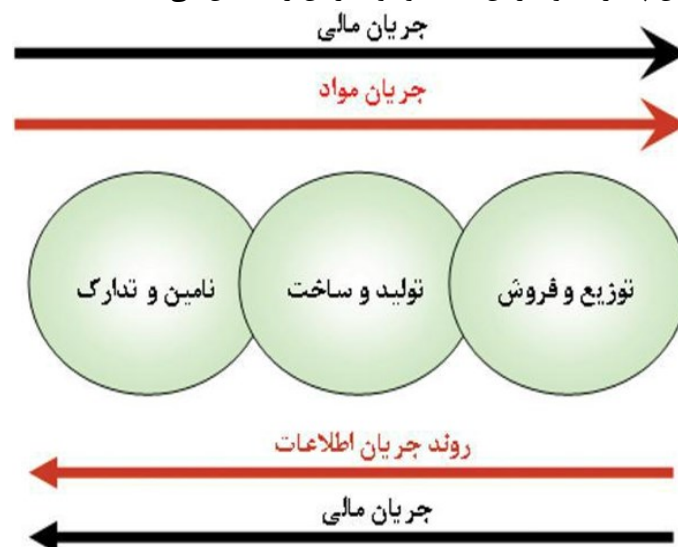 جریان مالی
جریان مواد
توزیع و فروش
تولید و ساخت
تامین و تدارک
روند جریان اطلاعات
جریان مالی